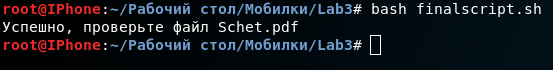 root@IPhone:~/Рабочий стол/Мобилки/Lab3# bash finalscript.sh
Успешно, проверьте файл Schet.pdf
root@IPhone:~/Рабочий стол/Мобилки/Lab3#